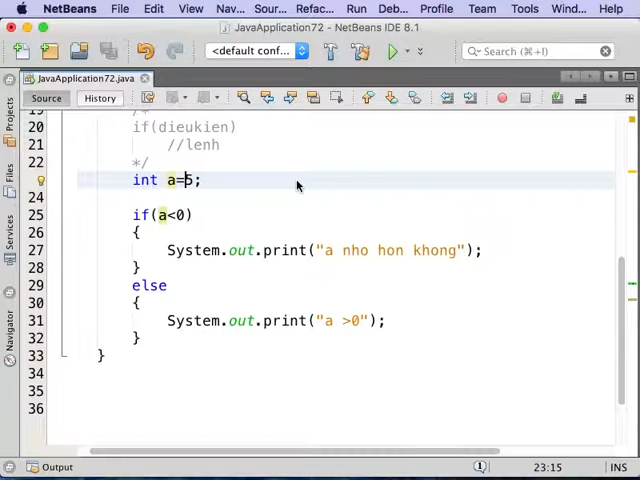 NetBeans File Edit View Nav... Sour... Refac... Run Deb... Profile Team Tools Window Help
JavaApplication72 - NetBeans IDE 8.1
<default conf... Search (⌘+I)
JavaApplication72.java
Source History
19 /*
20 if(dieukien)
21 //lenh
22 */
int a=5;
24
25 if(a<0)
26 {
27 System.out.print("a nho hon khong");
28 }
29 else
30 {
31 System.out.print("a >0");
32 }
33 }
34
35
36
Projects
Files
Services
Navigator
Output 1 23:15 INS